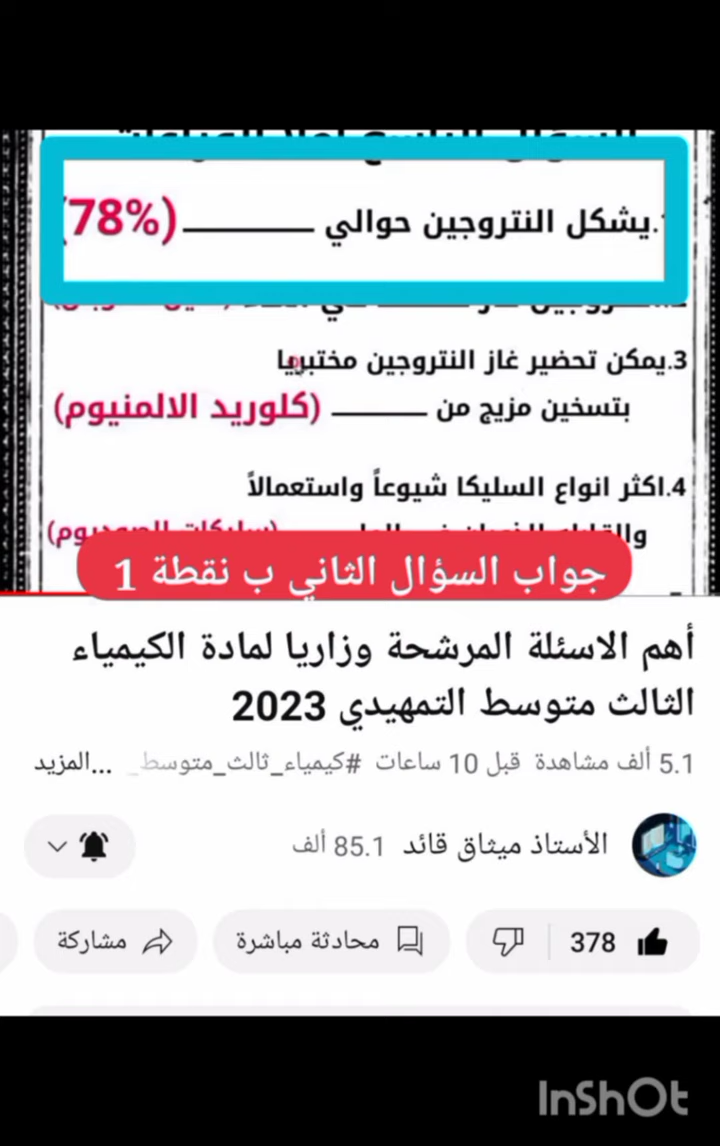 يشكل النتروجين حوالي ________ (78%)
3.يمكن تحضير غاز النتروجين مختبريا
بتسخين مزيج من ________ (كلوريد الالمنيوم)
4.اكثر انواع السليكا شيوعاً واستعمالاً
جواب السؤال الثاني ب نقطة 1
أهم الاسئلة المرشحة وزاريا لمادة الكيمياء
الثالث متوسط التمهيدي 2023
5.1 ألف مشاهدة قبل 10 ساعات #كيمياء_ثالث_متوسط_ ...المزيد
الأستاذ ميثاق قائد 85.1 ألف
378 محادثة مباشرة مشاركة
InShOt